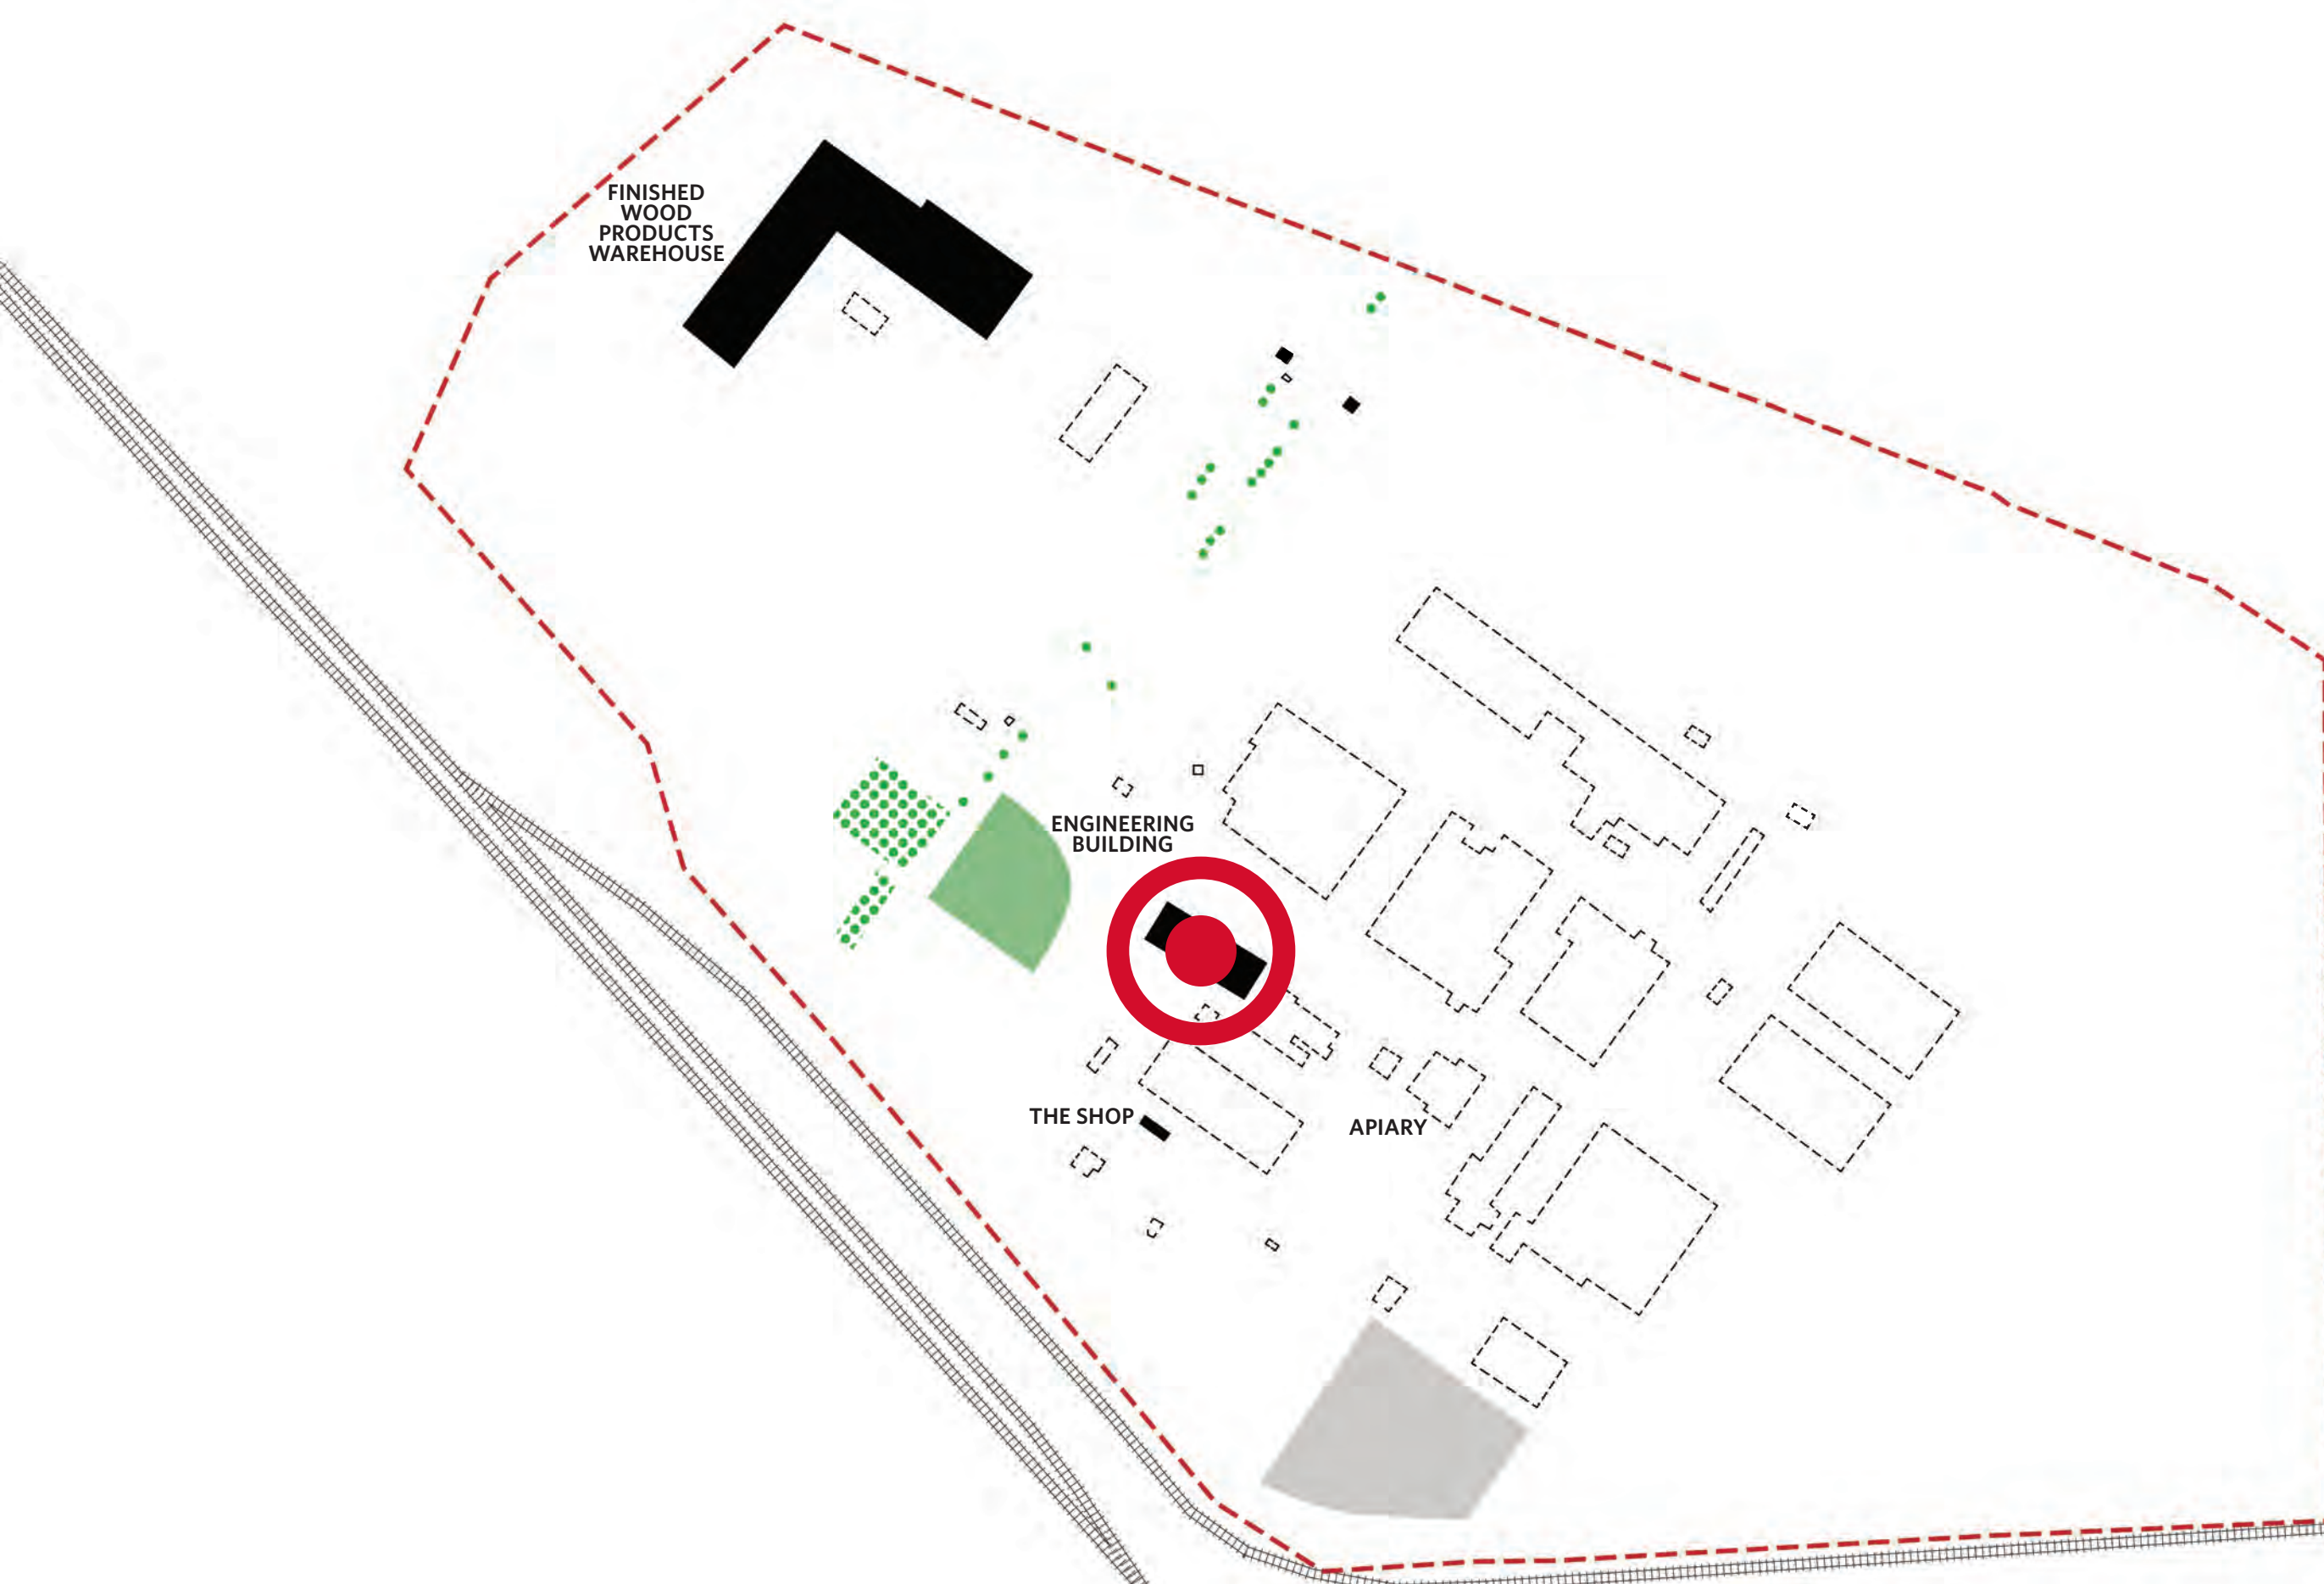 FINISHED
WOOD
PRODUCTS
WAREHOUSE
ENGINEERING
BUILDING
THE SHOP
APIARY